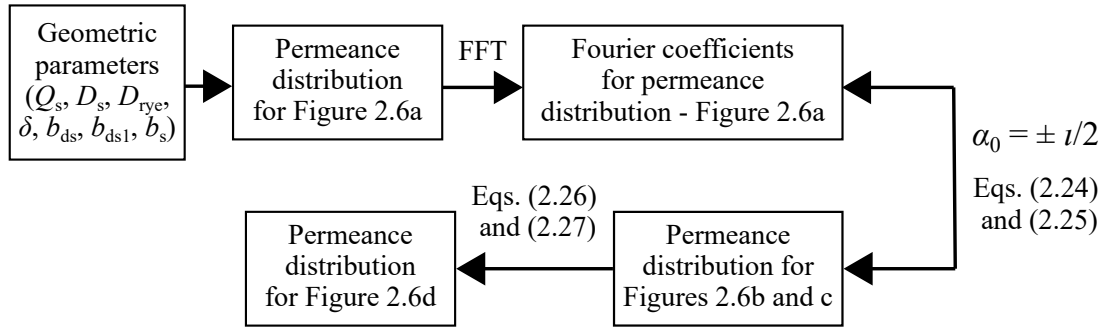 Geometric
parameters
(Qs, Ds, Drye,
δ, bds, bds1, bs)
Permeance
distribution
for Figure 2.6a
FFT
Fourier coefficients
for permeance
distribution - Figure 2.6a
α0 = ± ι/2
Eqs. (2.24)
and (2.25)
Permeance
distribution for
Figures 2.6b and c
Eqs. (2.26)
and (2.27)
Permeance
distribution
for Figure 2.6d